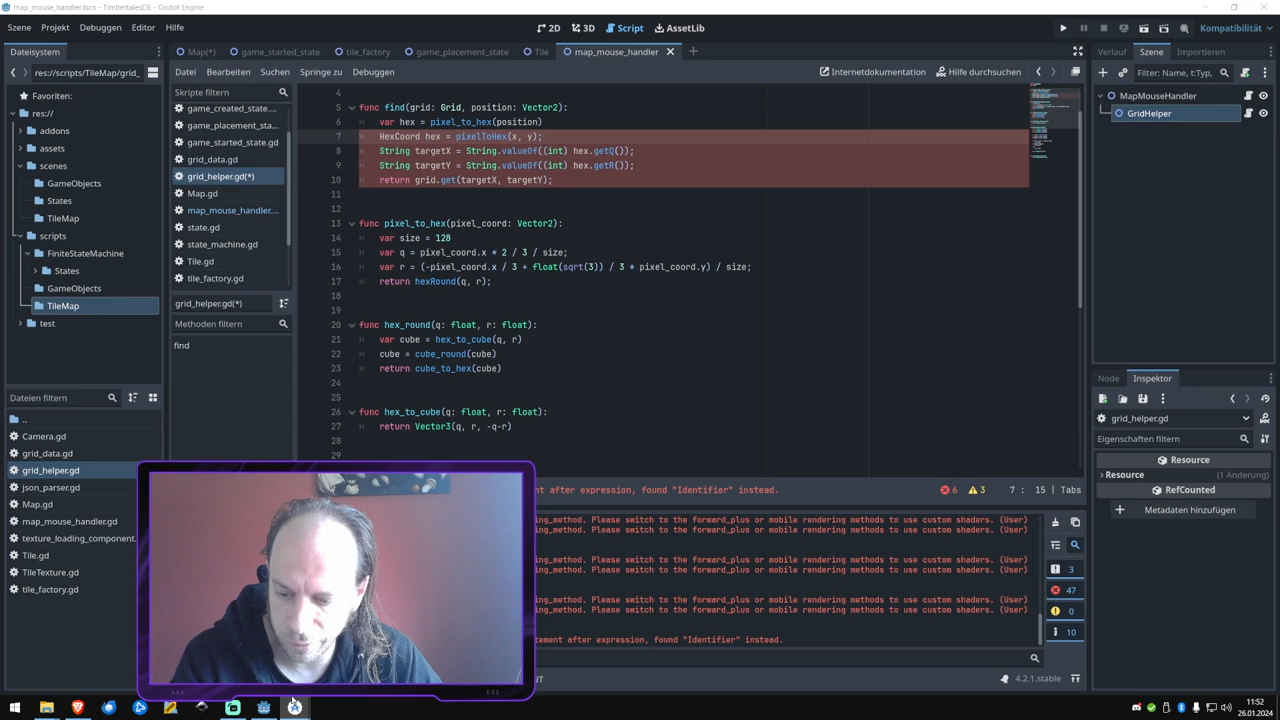 map_mouse_handler.tscn - TimbertalesDE - Godot Engine
Szene Projekt Debuggen Editor Hilfe
2D 3D Script AssetLib
Kompatibilität
Dateisystem
Map(*) game_started_state tile_factory game_placement_state Tile map_mouse_handler
Verlauf Szene Importieren
res://scripts/TileMap/grid_
Datei Bearbeiten Suchen Springe zu Debuggen
Internetdokumentation Hilfe durchsuchen
Filter: Name, t:Typ,
Favoriten:
res://
addons
assets
scenes
GameObjects
States
TileMap
scripts
FiniteStateMachine
States
GameObjects
TileMap
test
Dateien filtern
..
Camera.gd
grid_data.gd
grid_helper.gd
json_parser.gd
Map.gd
map_mouse_handler.gd
texture_loading_component.
Tile.gd
TileTexture.gd
tile_factory.gd
Skripte filtern
game_created_state....
game_placement_sta...
game_started_state.gd
grid_data.gd
grid_helper.gd(*)
Map.gd
map_mouse_handler....
state.gd
state_machine.gd
Tile.gd
tile_factory.gd
grid_helper.gd(*)
Methoden filtern
find
4
5 func find(grid: Grid, position: Vector2):
6 var hex = pixel_to_hex(position)
7 HexCoord hex = pixelToHex(x, y);
8 String targetX = String.valueOf((int) hex.getQ());
9 String targetY = String.valueOf((int) hex.getR());
10 return grid.get(targetX, targetY);
11
12
13 func pixel_to_hex(pixel_coord: Vector2):
14 var size = 128
15 var q = pixel_coord.x * 2 / 3 / size;
16 var r = (-pixel_coord.x / 3 + float(sqrt(3)) / 3 * pixel_coord.y) / size;
17 return hexRound(q, r);
18
19
20 func hex_round(q: float, r: float):
21 var cube = hex_to_cube(q, r)
22 cube = cube_round(cube)
23 return cube_to_hex(cube)
24
25
26 func hex_to_cube(q: float, r: float):
27 return Vector3(q, r, -q-r)
28
29
ment after expression, found "Identifier" instead.
6 3 7 : 15 | Tabs
ing_method. Please switch to the forward_plus or mobile rendering methods to use custom shaders. (User)
ing_method. Please switch to the forward_plus or mobile rendering methods to use custom shaders. (User)
ing_method. Please switch to the forward_plus or mobile rendering methods to use custom shaders. (User)
ing_method. Please switch to the forward_plus or mobile rendering methods to use custom shaders. (User)
ing_method. Please switch to the forward_plus or mobile rendering methods to use custom shaders. (User)
ing_method. Please switch to the forward_plus or mobile rendering methods to use custom shaders. (User)
tement after expression, found "Identifier" instead.
3
47
0
10
4.2.1.stable
MapMouseHandler
GridHelper
Node Inspektor
grid_helper.gd
Eigenschaften filtern
Resource
Resource (1 Änderung)
RefCounted
Metadaten hinzufügen
11:52
26.01.2024